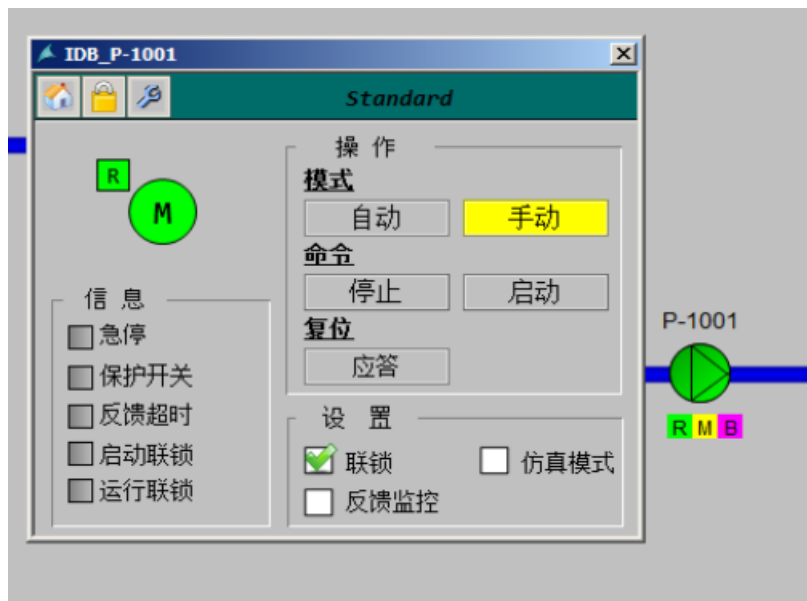 IDB_P-1001
Standard
R
M
操 作
模式
自动 手动
命令
停止 启动
复位
应答
信 息
急停
保护开关
反馈超时
启动联锁
运行联锁
设 置
联锁 仿真模式
反馈监控
P-1001
R M B